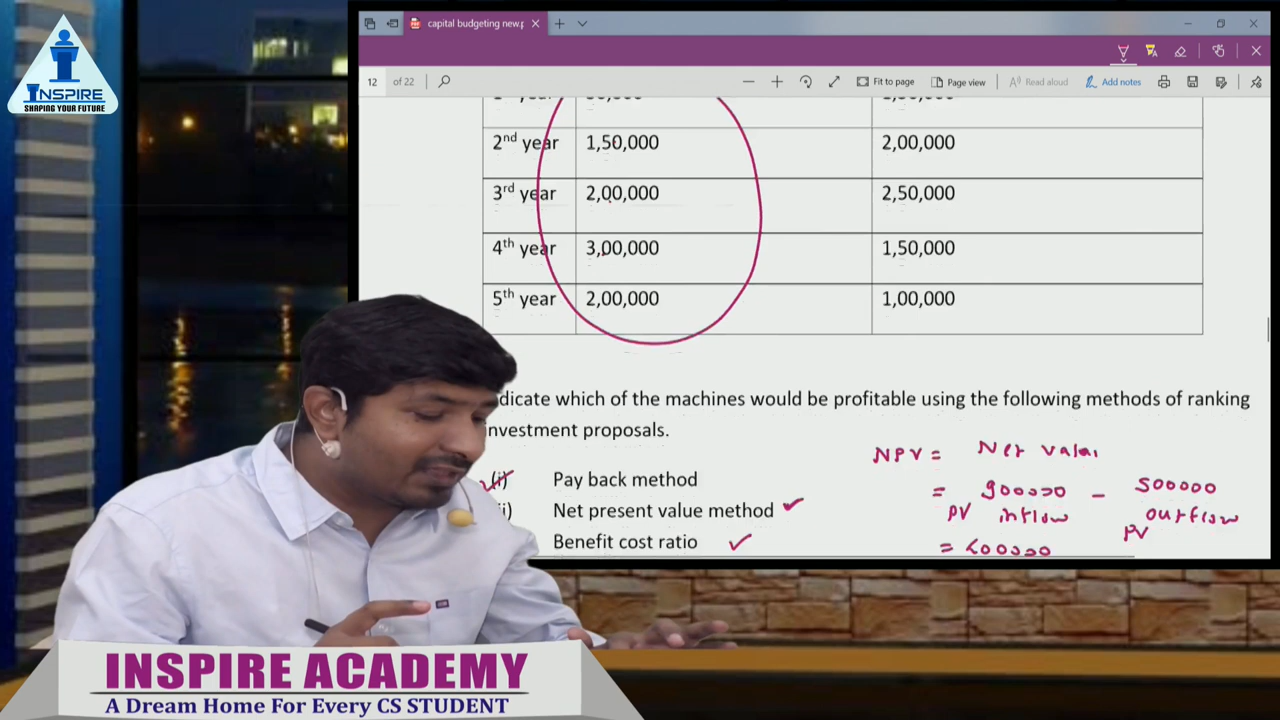 INSPIRE
SHAPING YOUR FUTURE
capital budgeting new.p
12 of 22
Fit to page
Page view
Read aloud
Add notes
2nd year 1,50,000 2,00,000
3rd year 2,00,000 2,50,000
4th year 3,00,000 1,50,000
5th year 2,00,000 1,00,000
dicate which of the machines would be profitable using the following methods of ranking
nvestment proposals.
(i) Pay back method
Net present value method
Benefit cost ratio
NPV = Net value
= 900000 - 500000
PV inflow PV outflow
= 400000
INSPIRE ACADEMY
A Dream Home For Every CS STUDENT